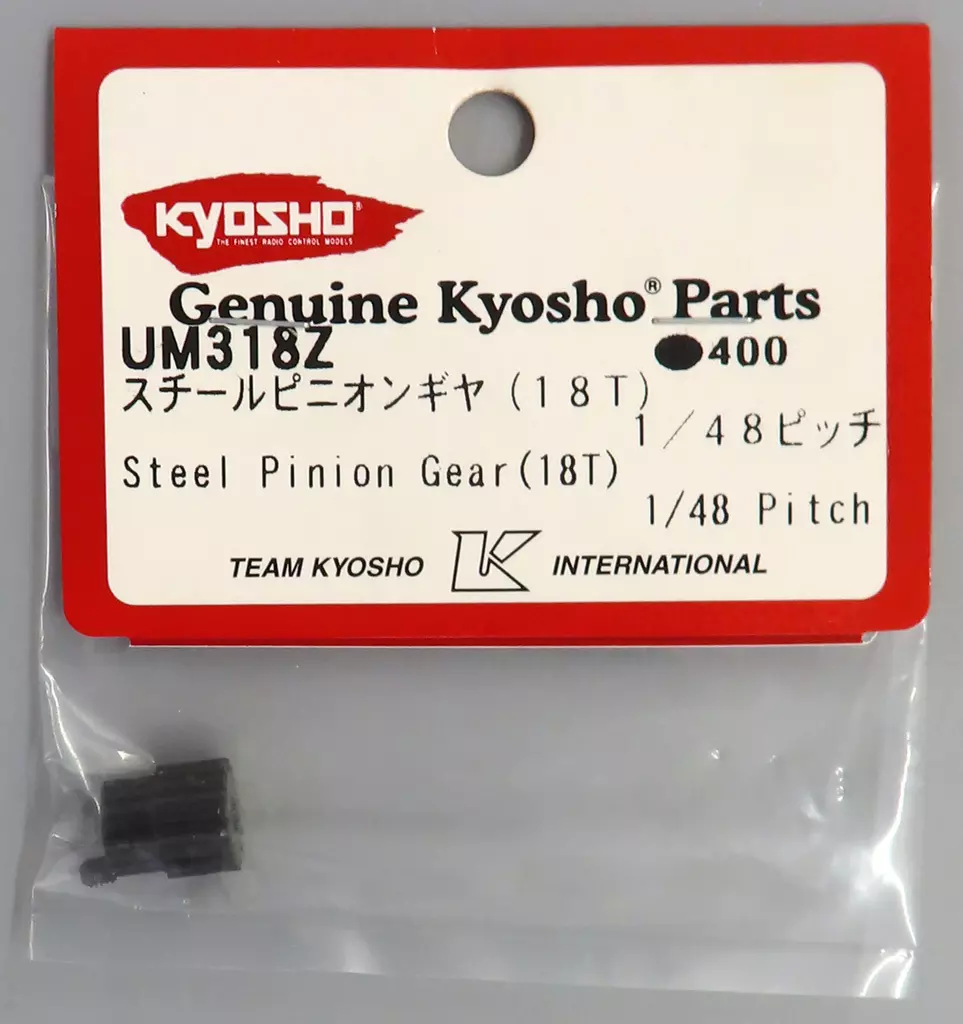 KYOSHO®
THE FINEST RADIO CONTROL MODELS
Genuine Kyosho® Parts
UM318Z ●400
スチールピニオンギヤ(18T)
1/48ピッチ
Steel Pinion Gear(18T)
1/48 Pitch
TEAM KYOSHO K INTERNATIONAL